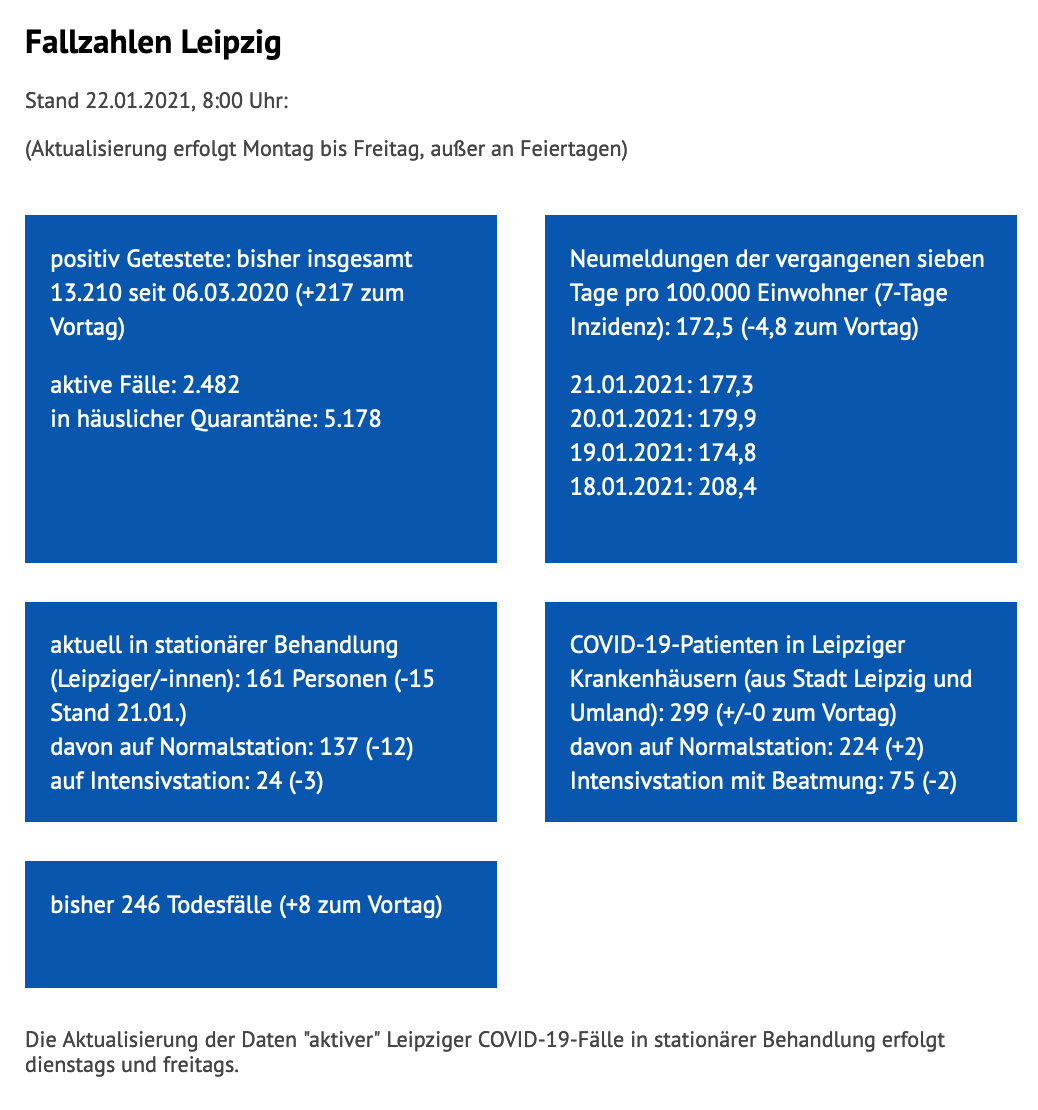 Fallzahlen Leipzig
Stand 22.01.2021, 8:00 Uhr:
(Aktualisierung erfolgt Montag bis Freitag, außer an Feiertagen)
positiv Getestete: bisher insgesamt
13.210 seit 06.03.2020 (+217 zum
Vortag)
aktive Fälle: 2.482
in häuslicher Quarantäne: 5.178
Neumeldungen der vergangenen sieben
Tage pro 100.000 Einwohner (7-Tage
Inzidenz): 172,5 (-4,8 zum Vortag)
21.01.2021: 177,3
20.01.2021: 179,9
19.01.2021: 174,8
18.01.2021: 208,4
aktuell in stationärer Behandlung
(Leipziger/-innen): 161 Personen (-15
Stand 21.01.)
davon auf Normalstation: 137 (-12)
auf Intensivstation: 24 (-3)
COVID-19-Patienten in Leipziger
Krankenhäusern (aus Stadt Leipzig und
Umland): 299 (+/-0 zum Vortag)
davon auf Normalstation: 224 (+2)
Intensivstation mit Beatmung: 75 (-2)
bisher 246 Todesfälle (+8 zum Vortag)
Die Aktualisierung der Daten "aktiver" Leipziger COVID-19-Fälle in stationärer Behandlung erfolgt
dienstags und freitags.